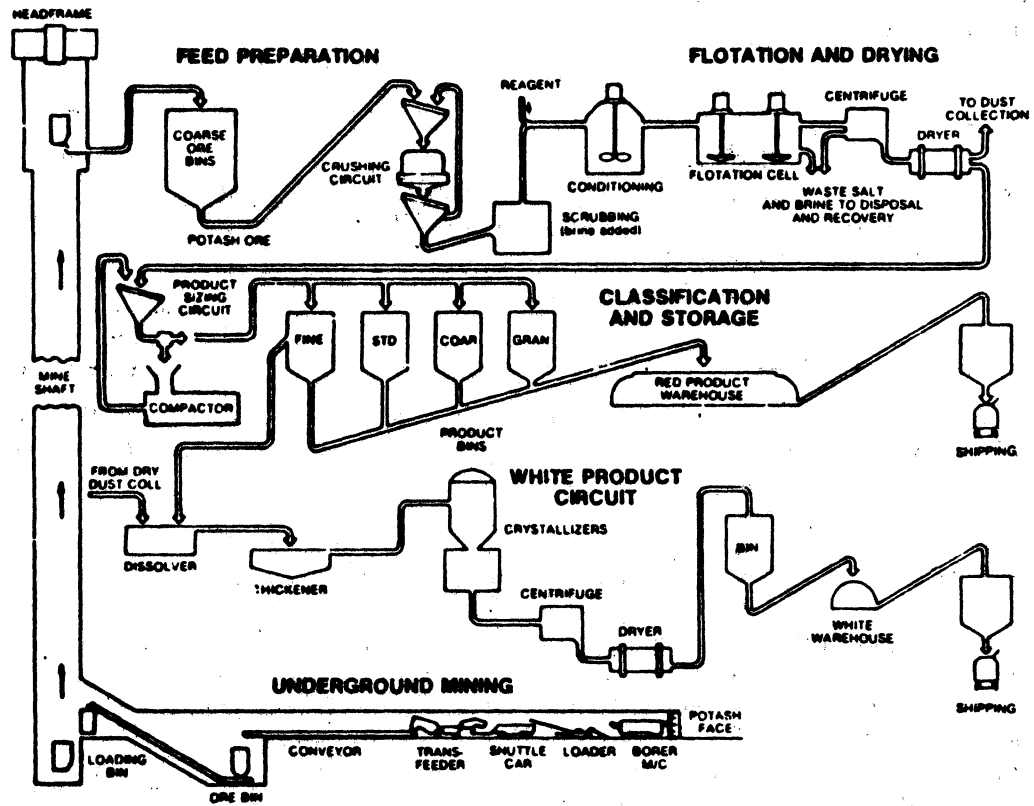 HEADFRAME
FEED PREPARATION
FLOTATION AND DRYING
COARSE
ORE
BINS
POTASH ORE
CRUSHING
CIRCUIT
REAGENT
SCRUBBING
(brine added)
CONDITIONING
FLOTATION CELL
CENTRIFUGE
DRYER
TO DUST
COLLECTION
WASTE SALT
AND BRINE TO DISPOSAL
AND RECOVERY
PRODUCT
SIZING
CIRCUIT
CLASSIFICATION
AND STORAGE
FINE
STD
COAR
GRAN
MINE
SHAFT
COMPACTOR
PRODUCT
BINS
RED PRODUCT
WAREHOUSE
SHIPPING
FROM DRY
DUST COLL
WHITE PRODUCT
CIRCUIT
DISSOLVER
THICKENER
CRYSTALLIZERS
CENTRIFUGE
DRYER
BIN
WHITE
WAREHOUSE
SHIPPING
UNDERGROUND MINING
LOADING
BIN
ORE BIN
CONVEYOR
TRANS-
FEEDER
SHUTTLE
CAR
LOADER
BORER
M/C
POTASH
FACE